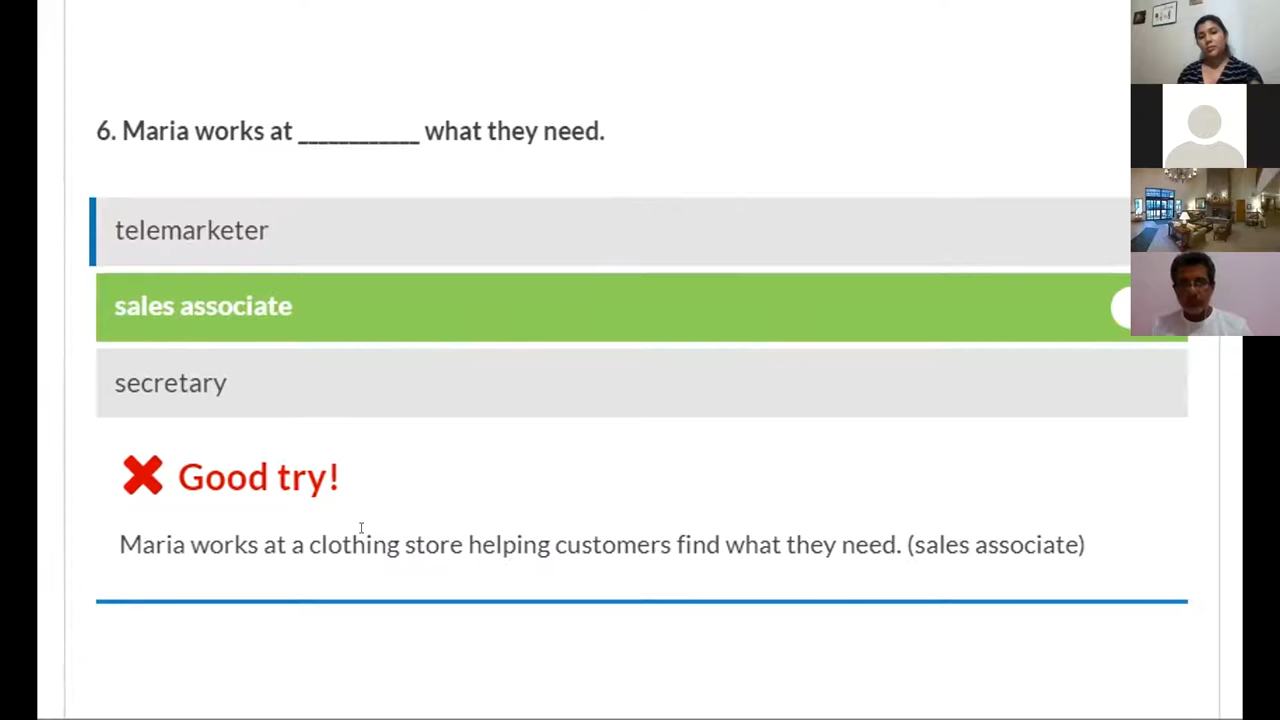 6. Maria works at ____________ what they need.
telemarketer
sales associate
secretary
Good try!
Maria works at a clothing store helping customers find what they need. (sales associate)